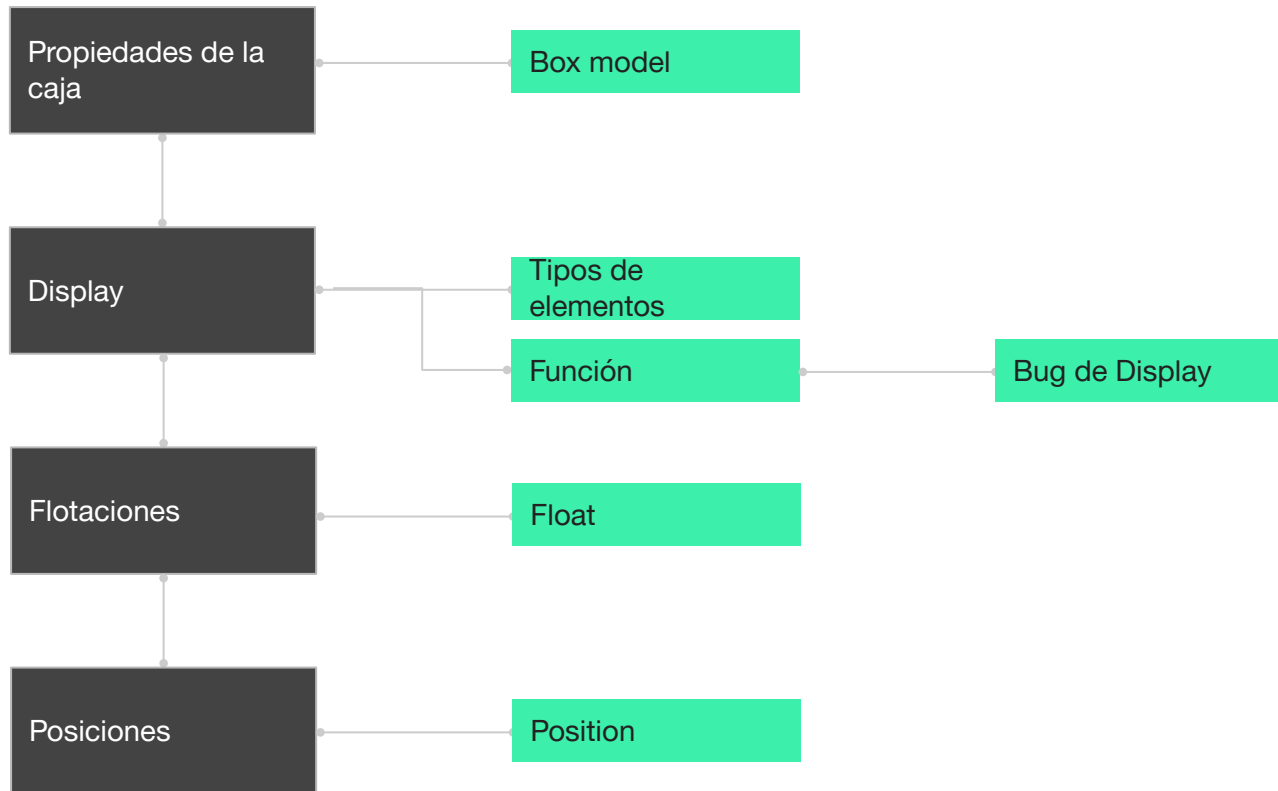 Propiedades de la
caja
Box model
Display
Tipos de
elementos
Función
Bug de Display
Flotaciones
Float
Posiciones
Position